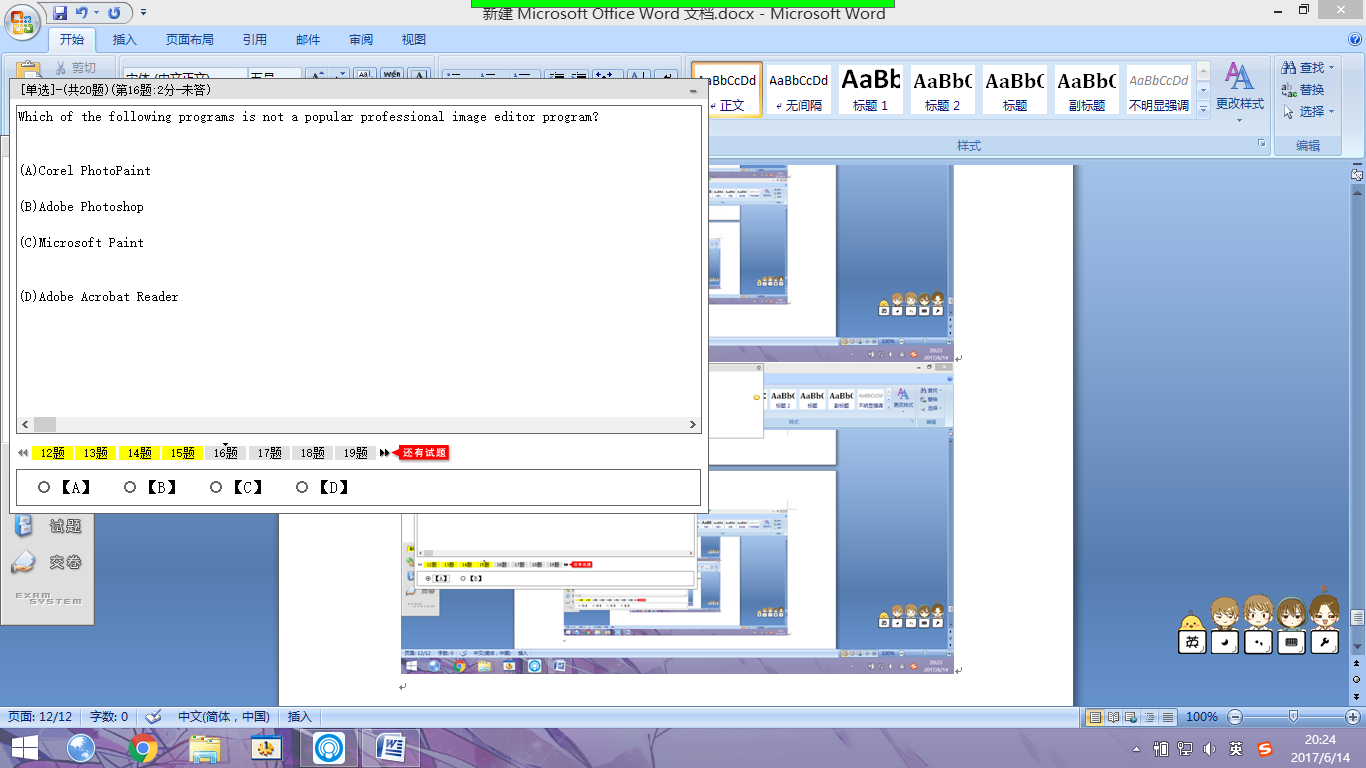 新建 Microsoft Office Word 文档.docx - Microsoft Word
开始 插入 页面布局 引用 邮件 审阅 视图
剪切
AaBbCcDd AaBbCcDd AaBb AaBbC AaBbC AaBbC AaBbCcDd
正文 无间隔 标题 1 标题 2 标题 副标题 不明显强调
更改样式
查找
替换
选择
样式 编辑
[单选]-(共20题)(第16题:2分-未答)
Which of the following programs is not a popular professional image editor program?
(A)Corel PhotoPaint
(B)Adobe Photoshop
(C)Microsoft Paint
(D)Adobe Acrobat Reader
12题 13题 14题 15题 16题 17题 18题 19题 还有试题
【A】 【B】 【C】 【D】
试题
交卷
EXAM
SYSTEM
英
页面: 12/12 字数: 0 中文(简体，中国) 插入 100%
英
20:24
2017/6/14